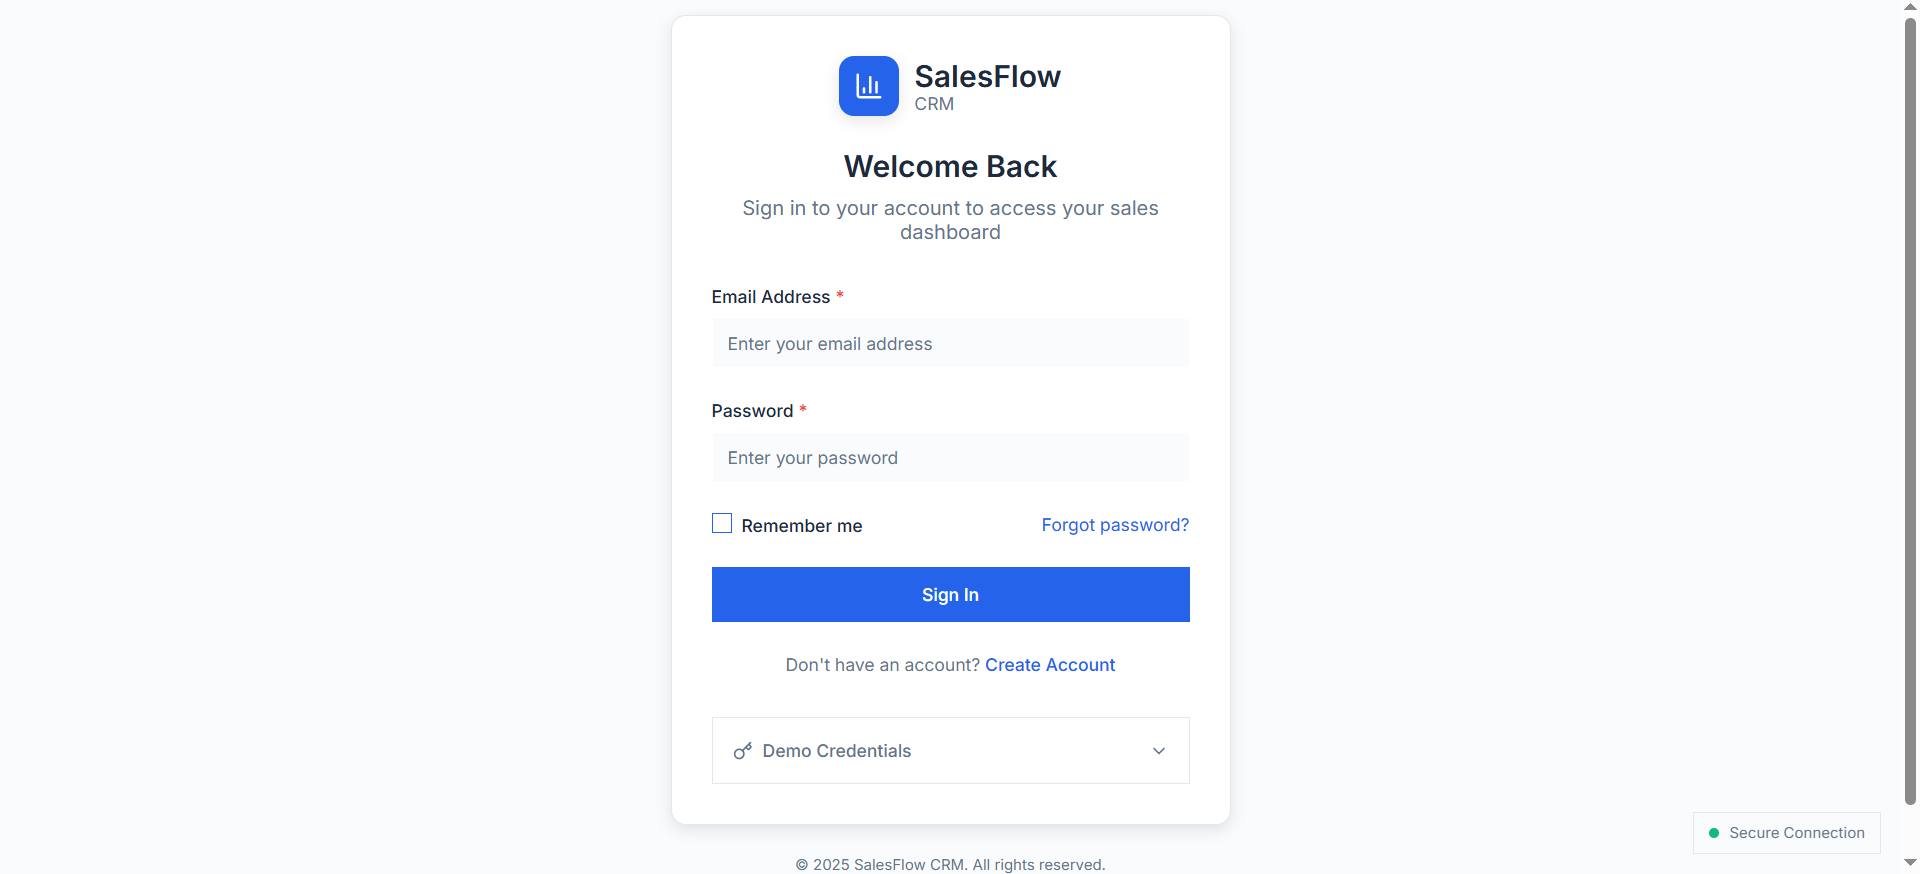 SalesFlow
CRM
Welcome Back
Sign in to your account to access your sales
dashboard
Email Address *
Enter your email address
Password *
Enter your password
Remember me
Forgot password?
Sign In
Don't have an account? Create Account
Demo Credentials
Secure Connection
© 2025 SalesFlow CRM. All rights reserved.